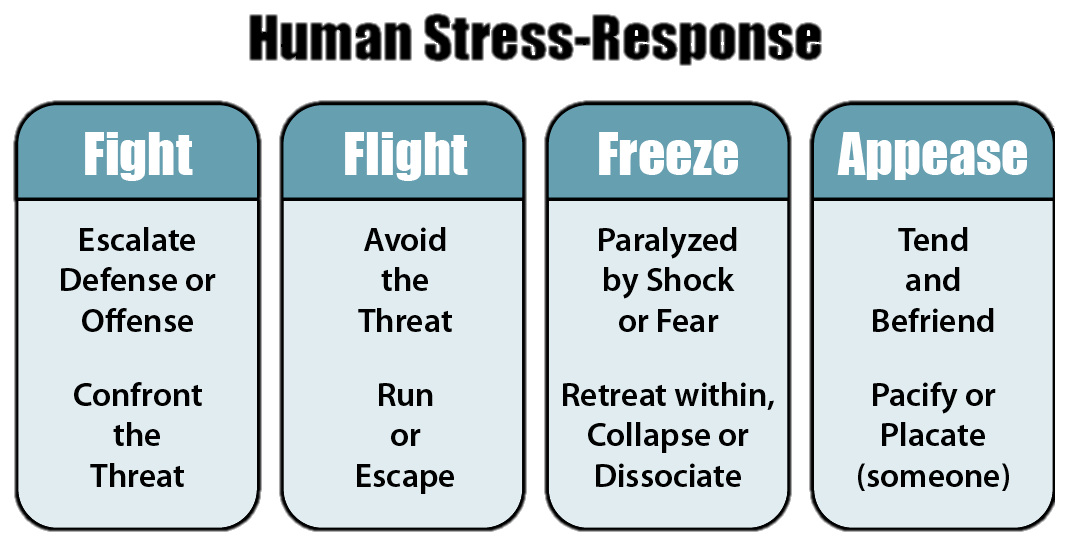 Human Stress-Response
Fight
Escalate
Defense or
Offense
Confront
the
Threat
Flight
Avoid
the
Threat
Run
or
Escape
Freeze
Paralyzed
by Shock
or Fear
Retreat within,
Collapse or
Dissociate
Appease
Tend
and
Befriend
Pacify or
Placate
(someone)